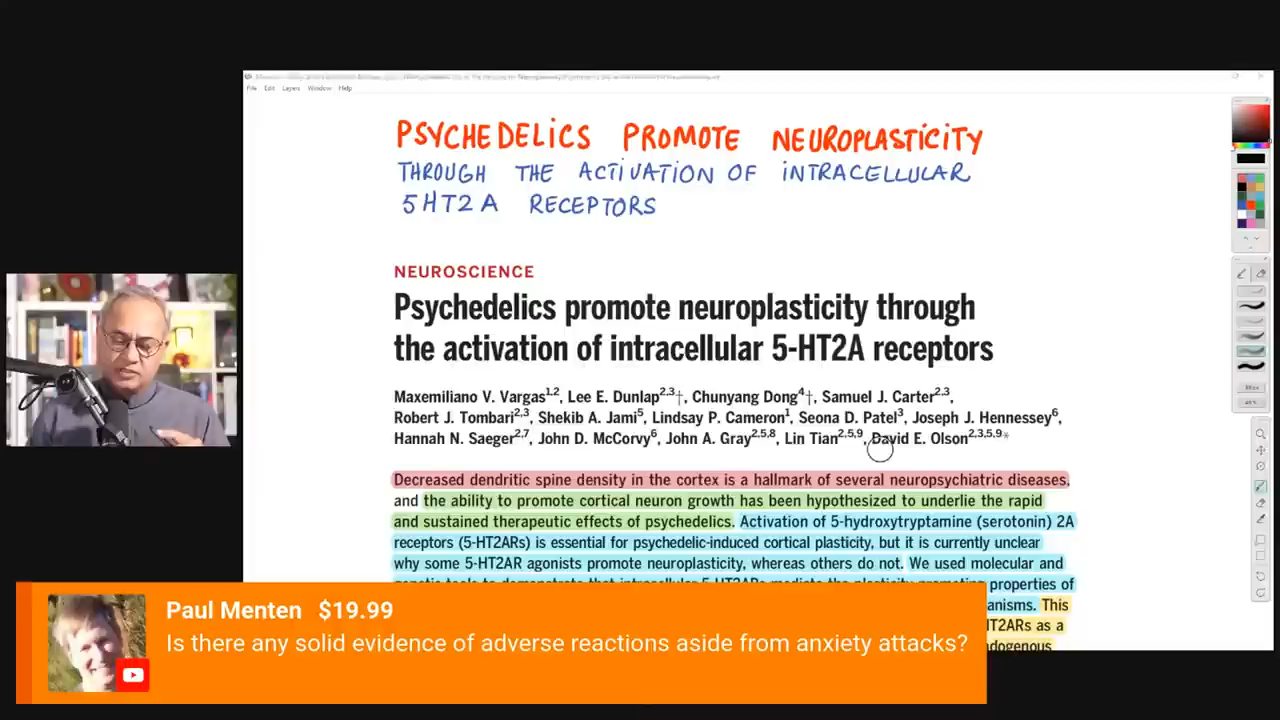 File Edit Layers Window Help
PSYCHEDELICS PROMOTE NEUROPLASTICITY
THROUGH THE ACTIVATION OF INTRACELLULAR
5HT2A RECEPTORS
NEUROSCIENCE
Psychedelics promote neuroplasticity through
the activation of intracellular 5-HT2A receptors
Maxemiliano V. Vargas1,2, Lee E. Dunlap2,3†, Chunyang Dong4†, Samuel J. Carter2,3,
Robert J. Tombari2,3, Shekib A. Jami5, Lindsay P. Cameron1, Seona D. Patel3, Joseph J. Hennessey6,
Hannah N. Saeger2,7, John D. McCorvy6, John A. Gray2,5,8, Lin Tian2,5,9, David E. Olson2,3,5,9*
Decreased dendritic spine density in the cortex is a hallmark of several neuropsychiatric diseases,
and the ability to promote cortical neuron growth has been hypothesized to underlie the rapid
and sustained therapeutic effects of psychedelics. Activation of 5-hydroxytryptamine (serotonin) 2A
receptors (5-HT2ARs) is essential for psychedelic-induced cortical plasticity, but it is currently unclear
why some 5-HT2AR agonists promote neuroplasticity, whereas others do not. We used molecular and
properties of
anisms. This
HT2ARs as a
Paul Menten $19.99
Is there any solid evidence of adverse reactions aside from anxiety attacks?